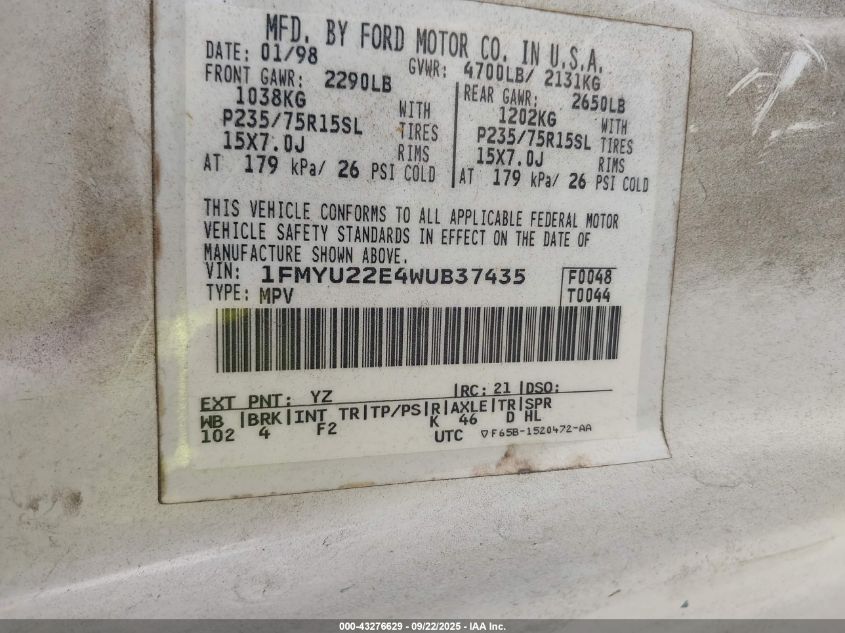 MFD. BY FORD MOTOR CO. IN U.S.A.
DATE: 01/98 GVWR: 4700LB/ 2131KG
FRONT GAWR: 2290LB REAR GAWR: 2650LB
1038KG WITH 1202KG WITH
P235/75R15SL TIRES P235/75R15SL TIRES
15X7.0J RIMS 15X7.0J RIMS
AT 179 kPa/ 26 PSI COLD AT 179 kPa/ 26 PSI COLD
THIS VEHICLE CONFORMS TO ALL APPLICABLE FEDERAL MOTOR
VEHICLE SAFETY STANDARDS IN EFFECT ON THE DATE OF
MANUFACTURE SHOWN ABOVE.
VIN: 1FMYU22E4WUB37435 F0048
TYPE: MPV T0044
EXT PNT: YZ RC: 21 DSO:
WB BRK INT TR TP/PS R AXLE TR SPR
102 4 F2 K 46 D HL
UTC ▽F65B-1520472-AA
000-43276629 - 09/22/2025 - IAA Inc.